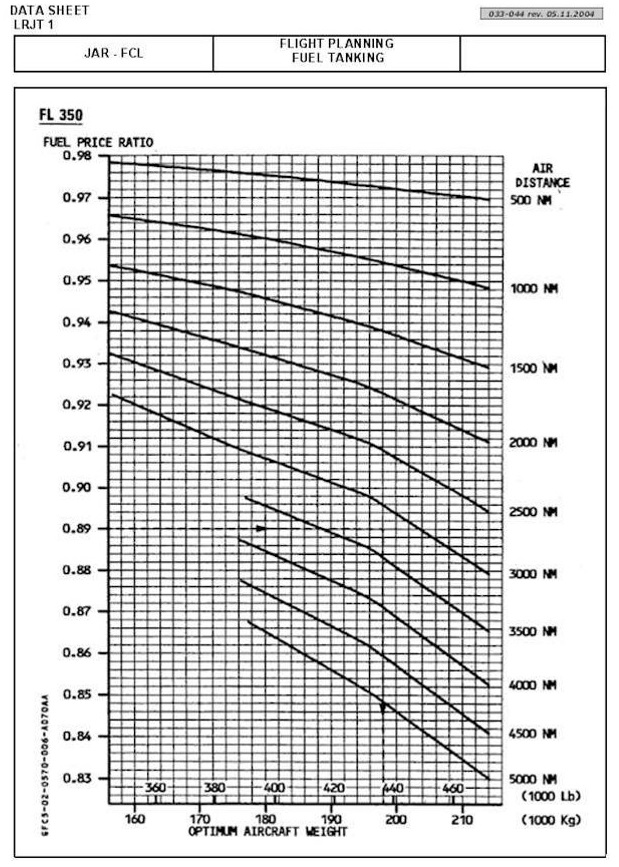 DATA SHEET
LRJT 1
033-044 rev. 05.11.2004
JAR - FCL
FLIGHT PLANNING
FUEL TANKING
FL 350
FUEL PRICE RATIO
AIR
DISTANCE
0.98
0.97
0.96
0.95
0.94
0.93
0.92
0.91
0.90
0.89
0.88
0.87
0.86
0.85
0.84
0.83
500 NM
1000 NM
1500 NM
2000 NM
2500 NM
3000 NM
3500 NM
4000 NM
4500 NM
5000 NM
360 380 400 420 440 460 (1000 Lb)
160 170 180 190 200 210 (1000 Kg)
OPTIMUM AIRCRAFT WEIGHT